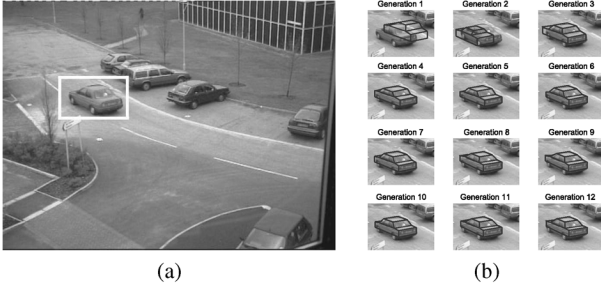 Generation 1 Generation 2 Generation 3
Generation 4 Generation 5 Generation 6
Generation 7 Generation 8 Generation 9
Generation 10 Generation 11 Generation 12
(a) (b)